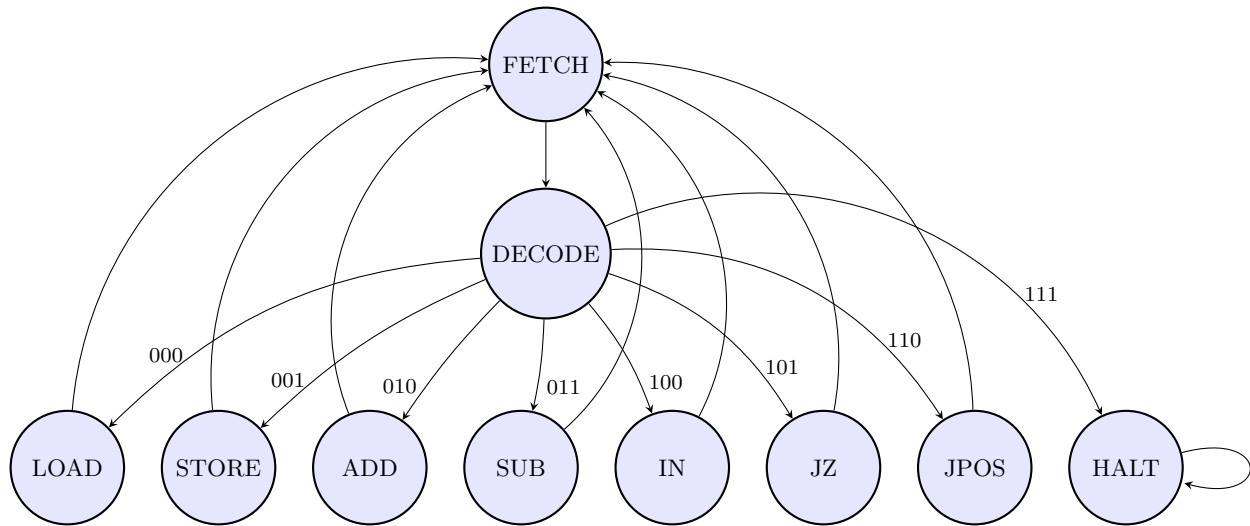 FETCH
DECODE
111
110
000
101
001
100
010
011
LOAD
STORE
ADD
SUB
IN
JZ
JPOS
HALT